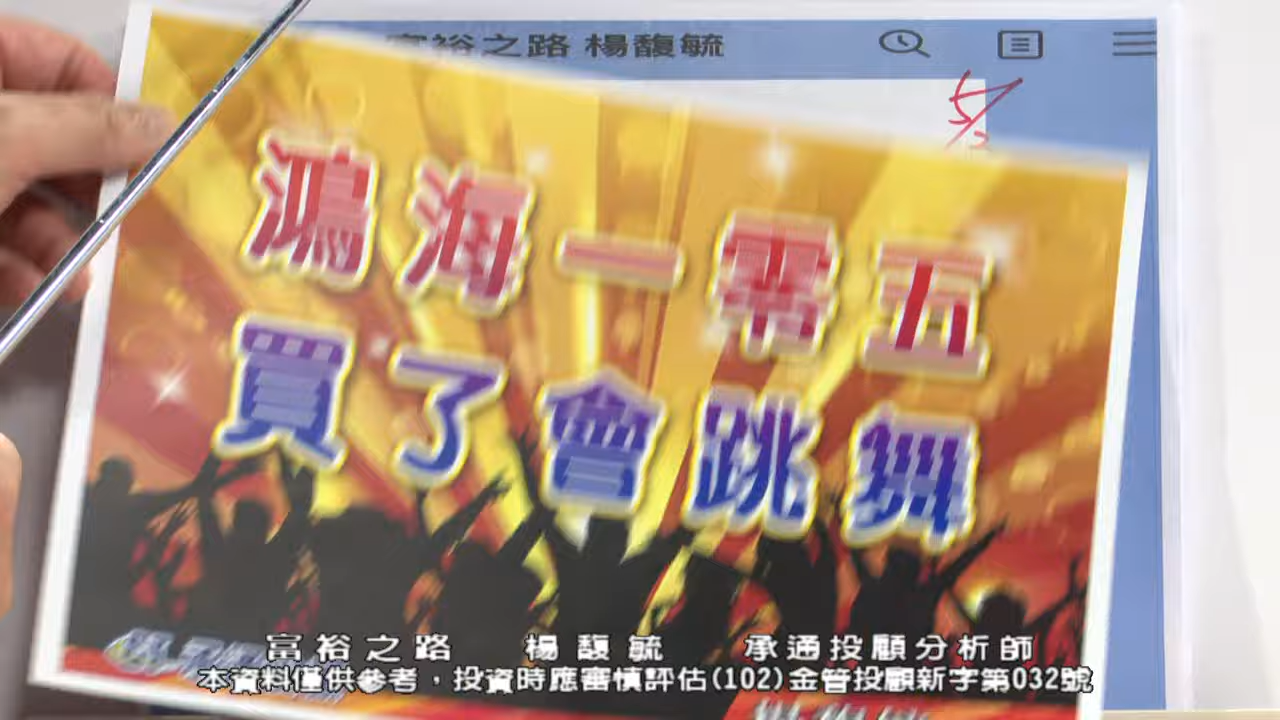 富裕之路 楊馥毓
5/2
鴻海一零五
買了會跳舞
富裕之路 楊馥毓 承通投顧分析師
本資料僅供參考，投資時應審慎評估(102)金管投顧新字第032號